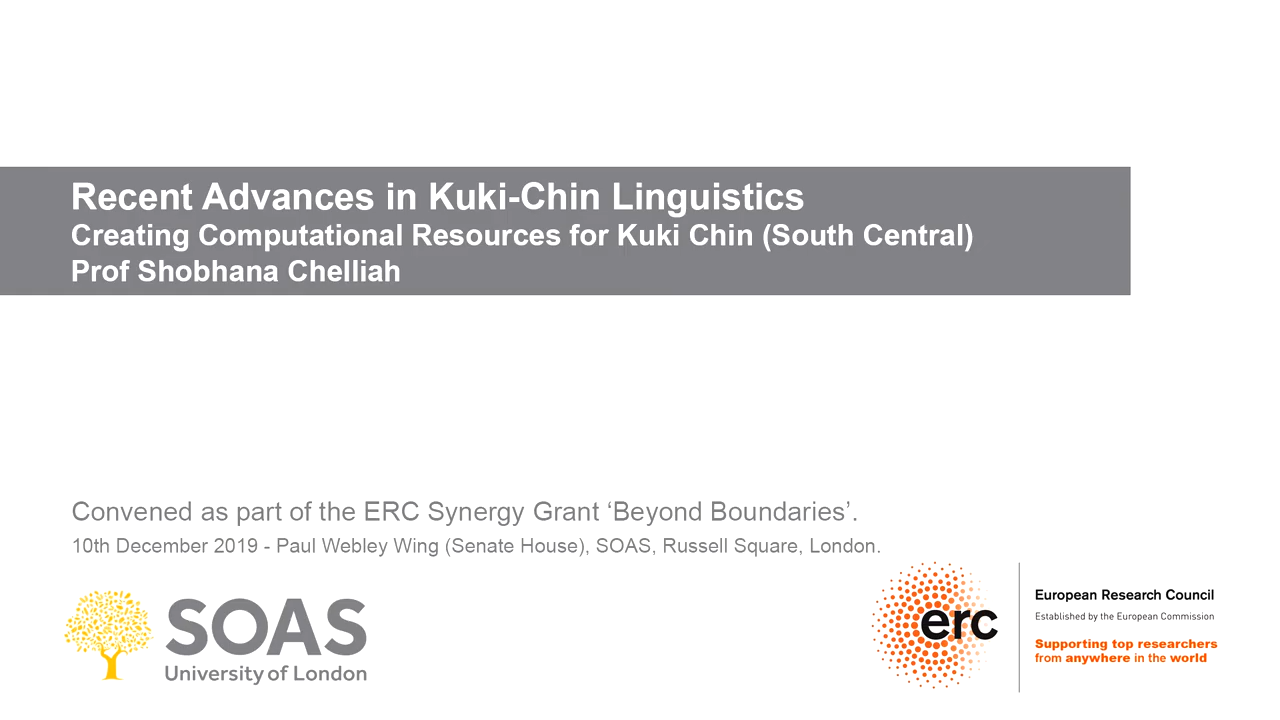 Recent Advances in Kuki-Chin Linguistics
Creating Computational Resources for Kuki Chin (South Central)
Prof Shobhana Chelliah
Convened as part of the ERC Synergy Grant ‘Beyond Boundaries’.
10th December 2019 - Paul Webley Wing (Senate House), SOAS, Russell Square, London.
SOAS
University of London
erc
European Research Council
Established by the European Commission
Supporting top researchers
from anywhere in the world